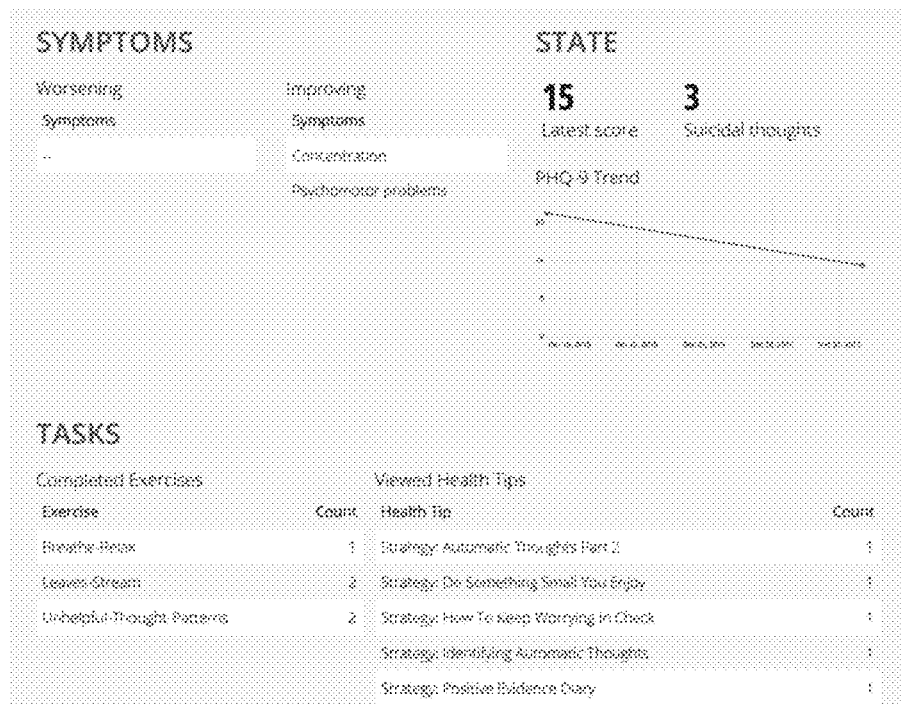 SYMPTOMS
Worsening
Symptoms
--
Improving
Symptoms
Concentration
Psychomotor problems
STATE
15
Latest score
3
Suicidal thoughts
PHQ-9 Trend
TASKS
Completed Exercises
Exercise Count
Breathe-Relax 1
Leaves-Stream 2
Unhelpful-Thought-Patterns 2
Viewed Health Tips
Health Tip Count
Strategy: Automatic Thoughts Part 2 1
Strategy: Do Something Small You Enjoy 1
Strategy: How To Keep Worrying in Check 1
Strategy: Identifying Automatic Thoughts 1
Strategy: Positive Evidence Diary 1